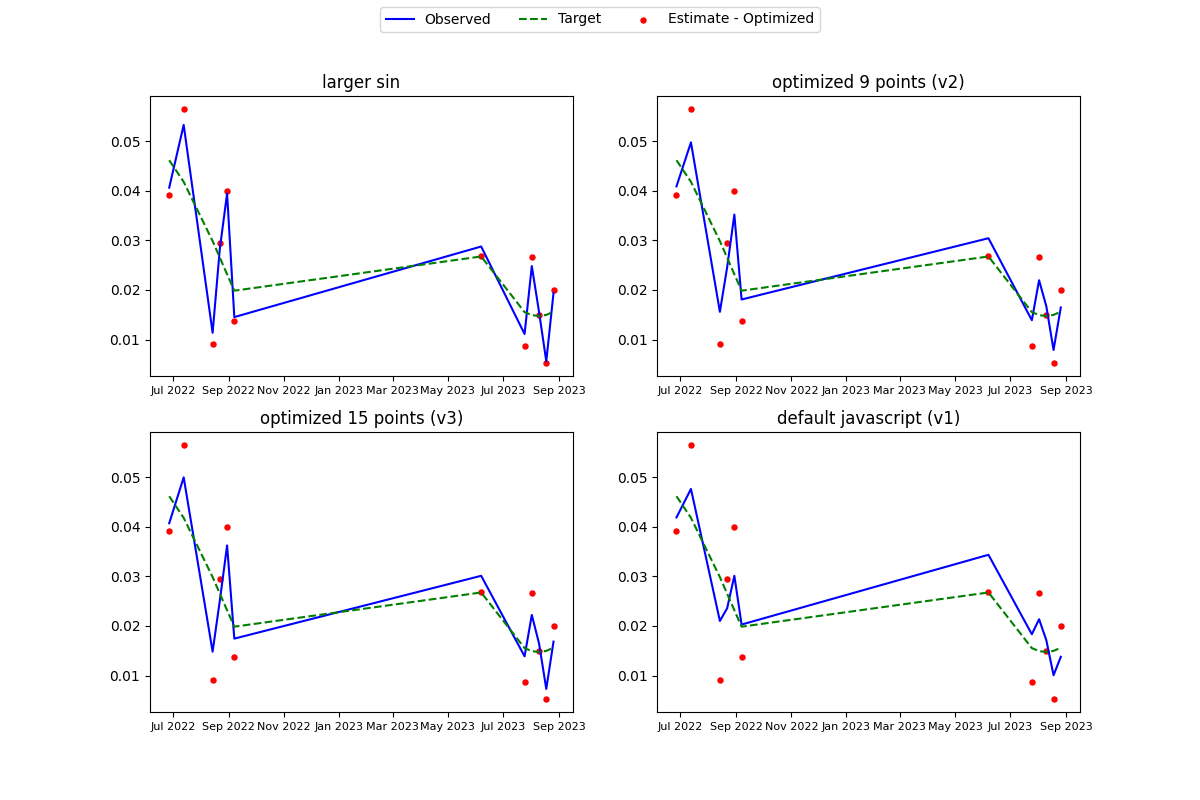 Observed Target Estimate - Optimized
larger sin
0.05
0.04
0.03
0.02
0.01
Jul 2022 Sep 2022 Nov 2022 Jan 2023 Mar 2023 May 2023 Jul 2023 Sep 2023
optimized 9 points (v2)
0.05
0.04
0.03
0.02
0.01
Jul 2022 Sep 2022 Nov 2022 Jan 2023 Mar 2023 May 2023 Jul 2023 Sep 2023
optimized 15 points (v3)
0.05
0.04
0.03
0.02
0.01
Jul 2022 Sep 2022 Nov 2022 Jan 2023 Mar 2023 May 2023 Jul 2023 Sep 2023
default javascript (v1)
0.05
0.04
0.03
0.02
0.01
Jul 2022 Sep 2022 Nov 2022 Jan 2023 Mar 2023 May 2023 Jul 2023 Sep 2023